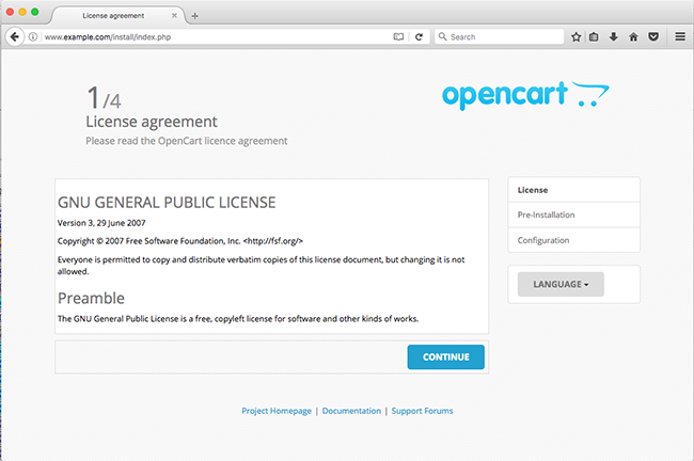 License agreement
www.example.com/install/index.php
Search
1/4
License agreement
Please read the OpenCart licence agreement
opencart
GNU GENERAL PUBLIC LICENSE
Version 3, 29 June 2007
Copyright © 2007 Free Software Foundation, Inc. <http://fsf.org/>
Everyone is permitted to copy and distribute verbatim copies of this license document, but changing it is not
allowed.
Preamble
The GNU General Public License is a free, copyleft license for software and other kinds of works.
CONTINUE
License
Pre-Installation
Configuration
LANGUAGE
Project Homepage | Documentation | Support Forums